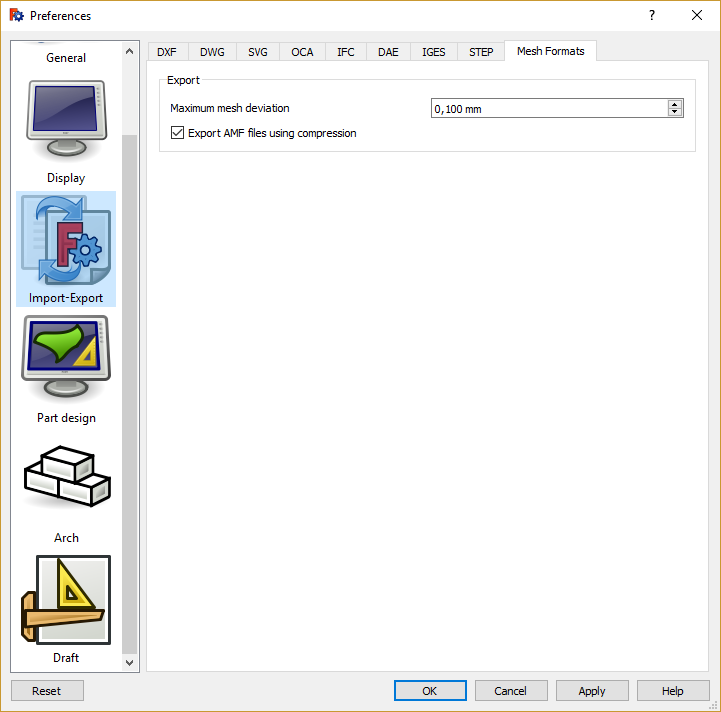 Preferences
?
General
Display
Import-Export
Part design
Arch
Draft
DXF DWG SVG OCA IFC DAE IGES STEP Mesh Formats
Export
Maximum mesh deviation 0,100 mm
Export AMF files using compression
Reset OK Cancel Apply Help